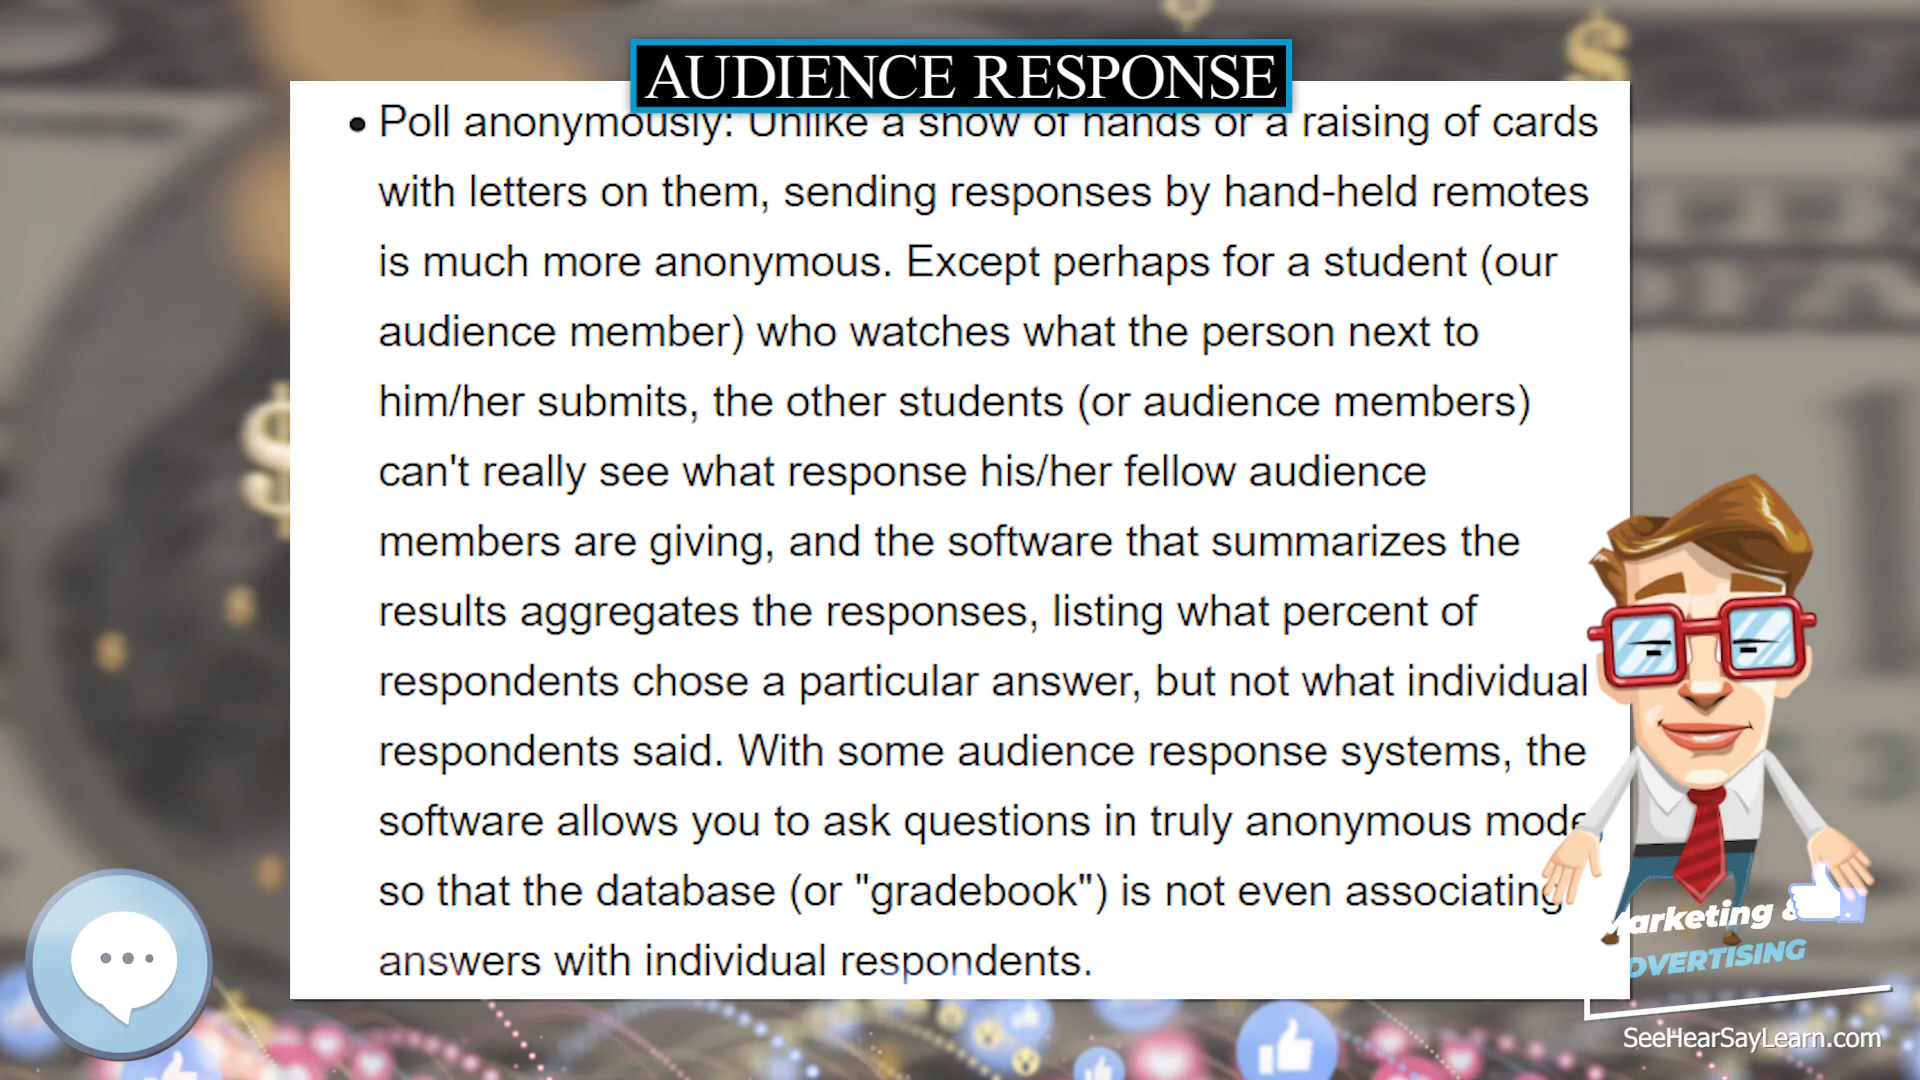 AUDIENCE RESPONSE
• Poll anonymously: Unlike a show of hands or a raising of cards
with letters on them, sending responses by hand-held remotes
is much more anonymous. Except perhaps for a student (our
audience member) who watches what the person next to
him/her submits, the other students (or audience members)
can't really see what response his/her fellow audience
members are giving, and the software that summarizes the
results aggregates the responses, listing what percent of
respondents chose a particular answer, but not what individual
respondents said. With some audience response systems, the
software allows you to ask questions in truly anonymous mode,
so that the database (or "gradebook") is not even associating
answers with individual respondents.
Marketing &
ADVERTISING
SeeHearSayLearn.com